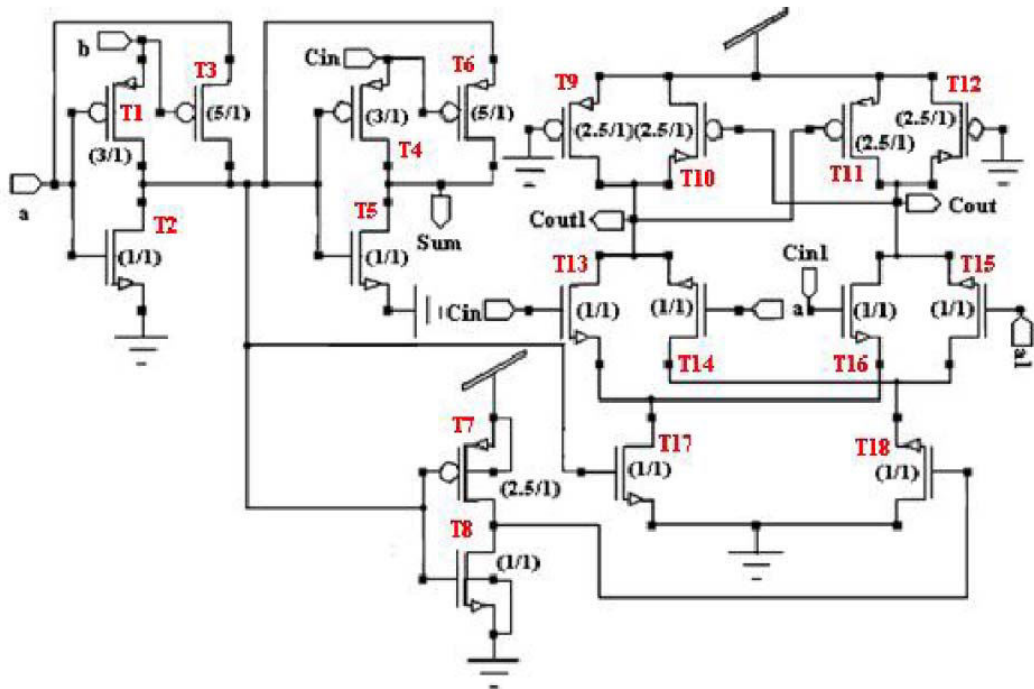 b
T3
T1
(5/1)
(3/1)
a
T2
(1/1)
Cin
T6
(3/1)
(5/1)
T4
T5
Sum
(1/1)
T9
T12
(2.5/1)
(2.5/1)
(2.5/1)
(2.5/1)
T10
T11
Cout1
Cout
T13
Cin1
T15
Cin
(1/1)
(1/1)
a
(1/1)
(1/1)
a1
T14
T16
T7
T17
T18
(2.5/1)
(1/1)
(1/1)
T8
(1/1)